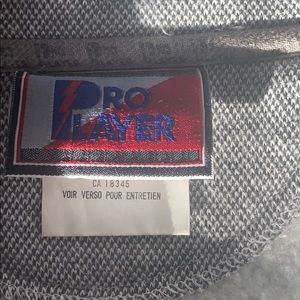 PRO
PLAYER
CA 18345
VOIR VERSO POUR ENTRETIEN